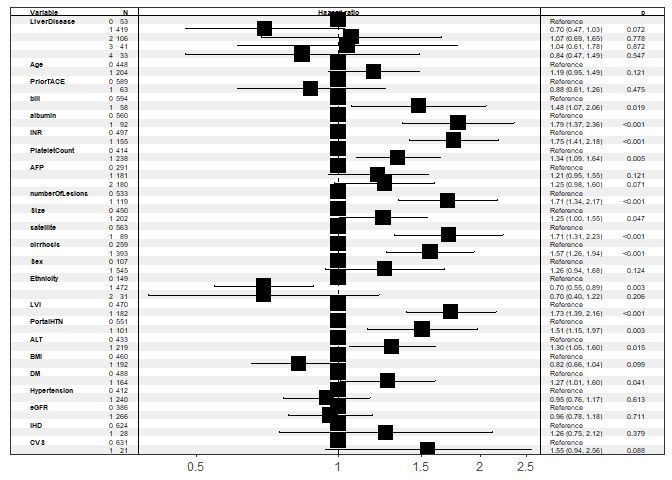 Variable N Hazard ratio p
LiverDisease 0 53 Reference
1 419 0.70 (0.47, 1.03) 0.072
2 106 1.07 (0.69, 1.65) 0.778
3 41 1.04 (0.61, 1.78) 0.872
4 33 0.84 (0.47, 1.49) 0.547
Age 0 448 Reference
1 204 1.19 (0.95, 1.49) 0.121
PriorTACE 0 589 Reference
1 63 0.88 (0.61, 1.26) 0.475
bili 0 594 Reference
1 58 1.48 (1.07, 2.06) 0.019
albumin 0 560 Reference
1 92 1.79 (1.37, 2.36) <0.001
INR 0 497 Reference
1 155 1.75 (1.41, 2.18) <0.001
PlateletCount 0 414 Reference
1 238 1.34 (1.09, 1.64) 0.005
AFP 0 291 Reference
1 181 1.21 (0.95, 1.55) 0.121
2 180 1.25 (0.98, 1.60) 0.071
numberOfLesions 0 533 Reference
1 119 1.71 (1.34, 2.17) <0.001
Size 0 450 Reference
1 202 1.25 (1.00, 1.55) 0.047
satellite 0 563 Reference
1 89 1.71 (1.31, 2.23) <0.001
cirrhosis 0 259 Reference
1 393 1.57 (1.26, 1.94) <0.001
Sex 0 107 Reference
1 545 1.26 (0.94, 1.68) 0.124
Ethnicity 0 149 Reference
1 472 0.70 (0.55, 0.89) 0.003
2 31 0.70 (0.40, 1.22) 0.206
LVI 0 470 Reference
1 182 1.73 (1.39, 2.16) <0.001
PortalHTN 0 551 Reference
1 101 1.51 (1.15, 1.97) 0.003
ALT 0 433 Reference
1 219 1.30 (1.05, 1.60) 0.015
BMI 0 460 Reference
1 192 0.82 (0.66, 1.04) 0.099
DM 0 488 Reference
1 164 1.27 (1.01, 1.60) 0.041
Hypertension 0 412 Reference
1 240 0.95 (0.76, 1.17) 0.613
eGFR 0 386 Reference
1 266 0.96 (0.78, 1.18) 0.711
IHD 0 624 Reference
1 28 1.26 (0.75, 2.12) 0.379
CVS 0 631 Reference
1 21 1.55 (0.94, 2.56) 0.088
0.5 1 1.5 2 2.5